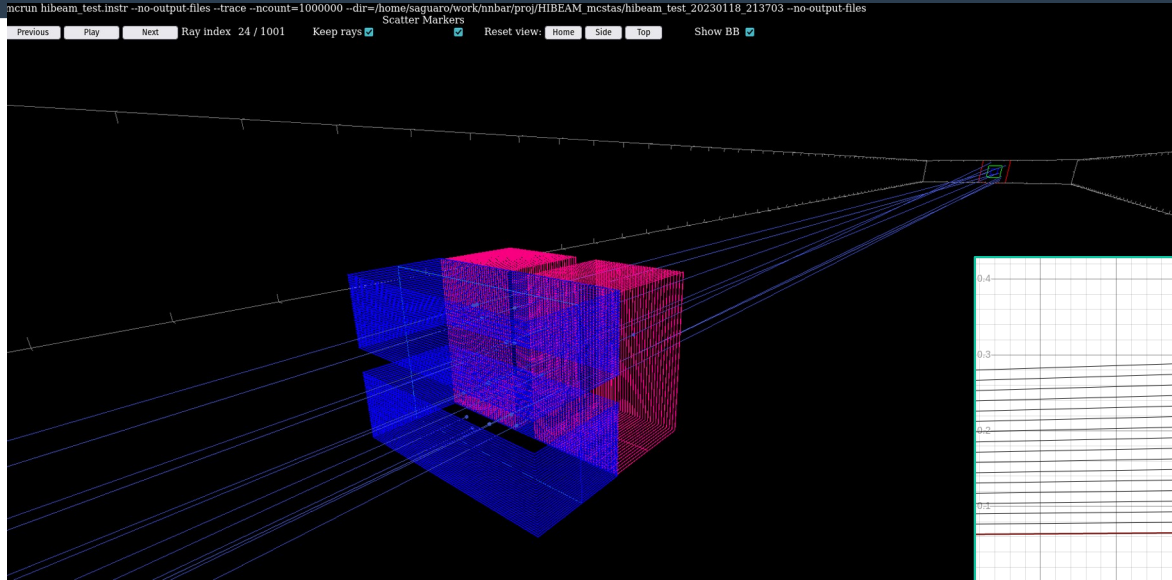 mcrun hibeam_test.instr --no-output-files --trace --ncount=1000000 --dir=/home/saguaro/work/nnbar/proj/HIBEAM_mcstas/hibeam_test_20230118_213703 --no-output-files
Scatter Markers
Previous Play Next Ray index 24 / 1001 Keep rays Reset view: Home Side Top Show BB
0.4
0.3
0.2
0.1